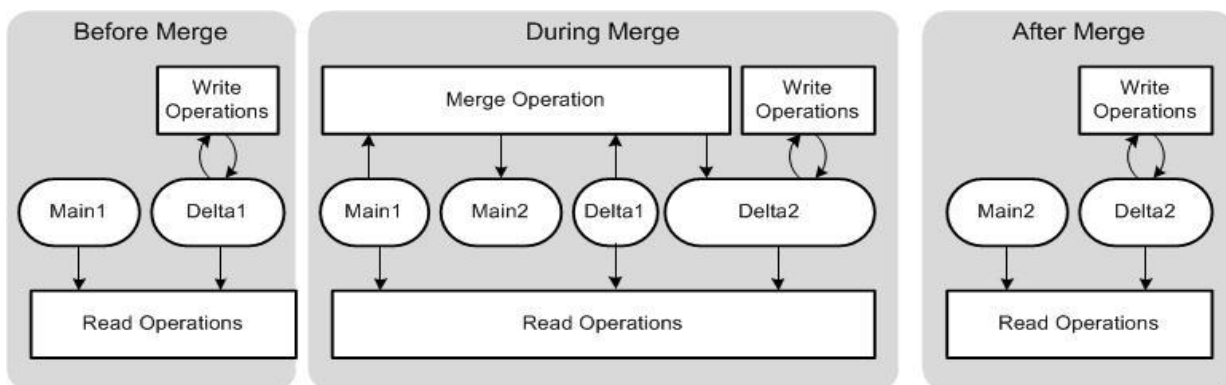 Before Merge
During Merge
After Merge
Write
Operations
Merge Operation
Write
Operations
Write
Operations
Main1
Delta1
Main1
Main2
Delta1
Delta2
Main2
Delta2
Read Operations
Read Operations
Read Operations